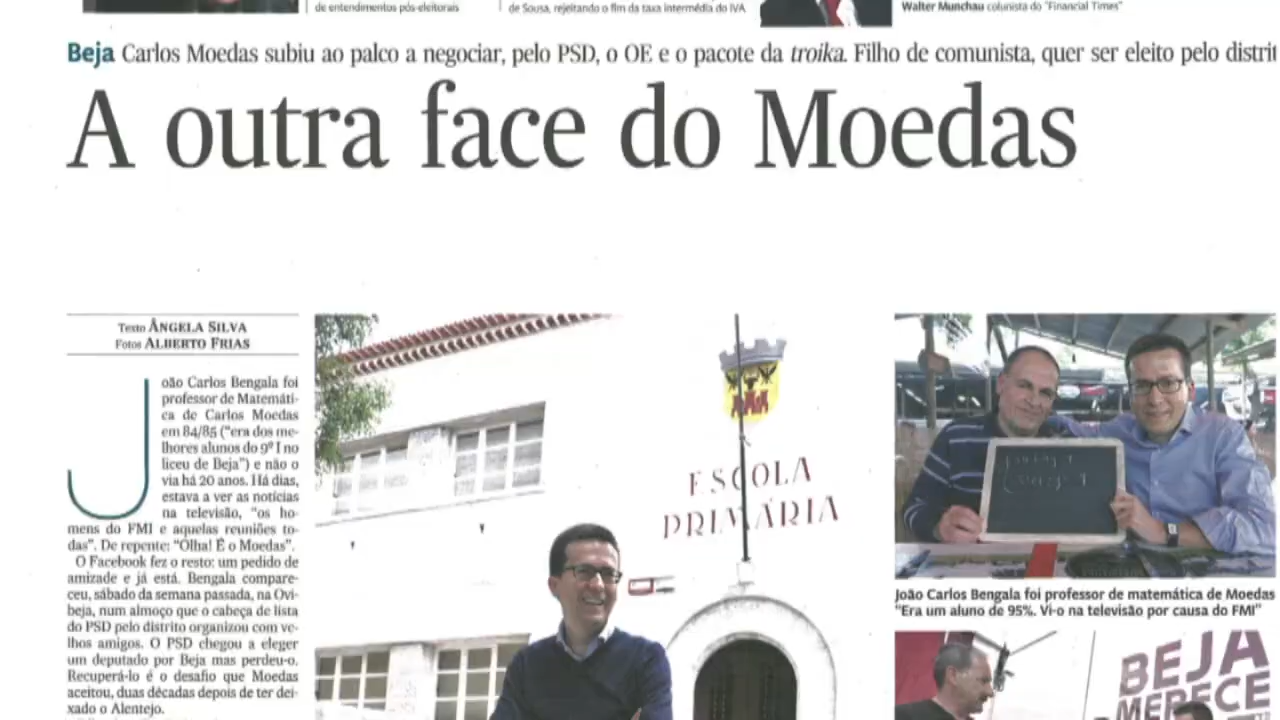 de entendimentos pós-eleitorais
de Sousa, rejeitando o fim da taxa intermédia do IVA
Walter Munchau colunista do "Financial Times"
Beja Carlos Moedas subiu ao palco a negociar, pelo PSD, o OE e o pacote da troika. Filho de comunista, quer ser eleito pelo distrit
A outra face do Moedas
Texto ÂNGELA SILVA
Fotos ALBERTO FRIAS
João Carlos Bengala foi
professor de Matemáti-
ca de Carlos Moedas
em 84/85 ("era dos me-
lhores alunos do 9º I no
liceu de Beja") e não o
via há 20 anos. Há dias,
estava a ver as notícias
na televisão, "os ho-
mens do FMI e aquelas reuniões to-
das". De repente: "Olha! É o Moedas".
O Facebook fez o resto: um pedido de
amizade e já está. Bengala compare-
ceu, sábado da semana passada, na Ovi-
beja, num almoço que o cabeça de lista
do PSD pelo distrito organizou com ve-
lhos amigos. O PSD chegou a eleger
um deputado por Beja mas perdeu-o.
Recuperá-lo é o desafio que Moedas
aceitou, duas décadas depois de ter dei-
xado o Alentejo.
ESCOLA
PRIMÁRIA
João Carlos Bengala foi professor de matemática de Moedas
"Era um aluno de 95%. Vi-o na televisão por causa do FMI"
BEJA
MERECE